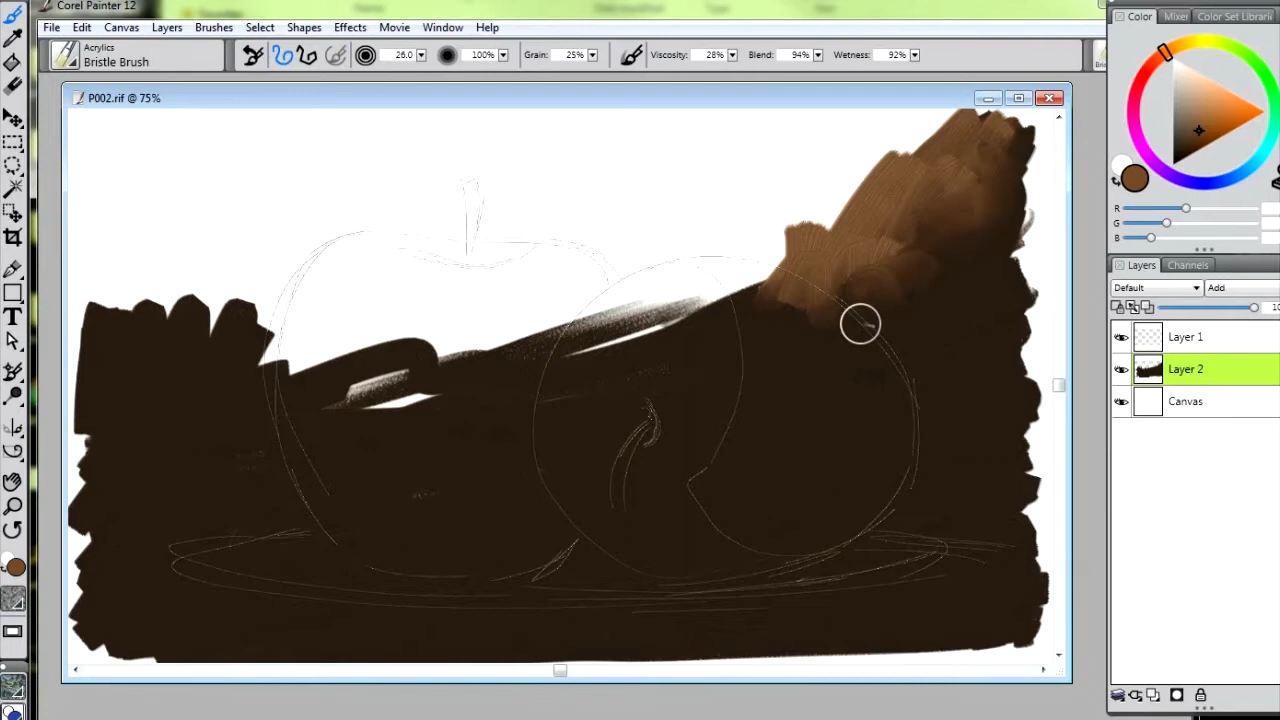 Corel Painter 12
File Edit Canvas Layers Brushes Select Shapes Effects Movie Window Help
Acrylics
Bristle Brush
26.0 100% Grain: 25% Viscosity: 28% Blend: 94% Wetness: 92%
P002.rif @ 75%
Color Mixer Color Set Librari
R
G
B
Layers Channels
Default Add
10
Layer 1
Layer 2
Canvas